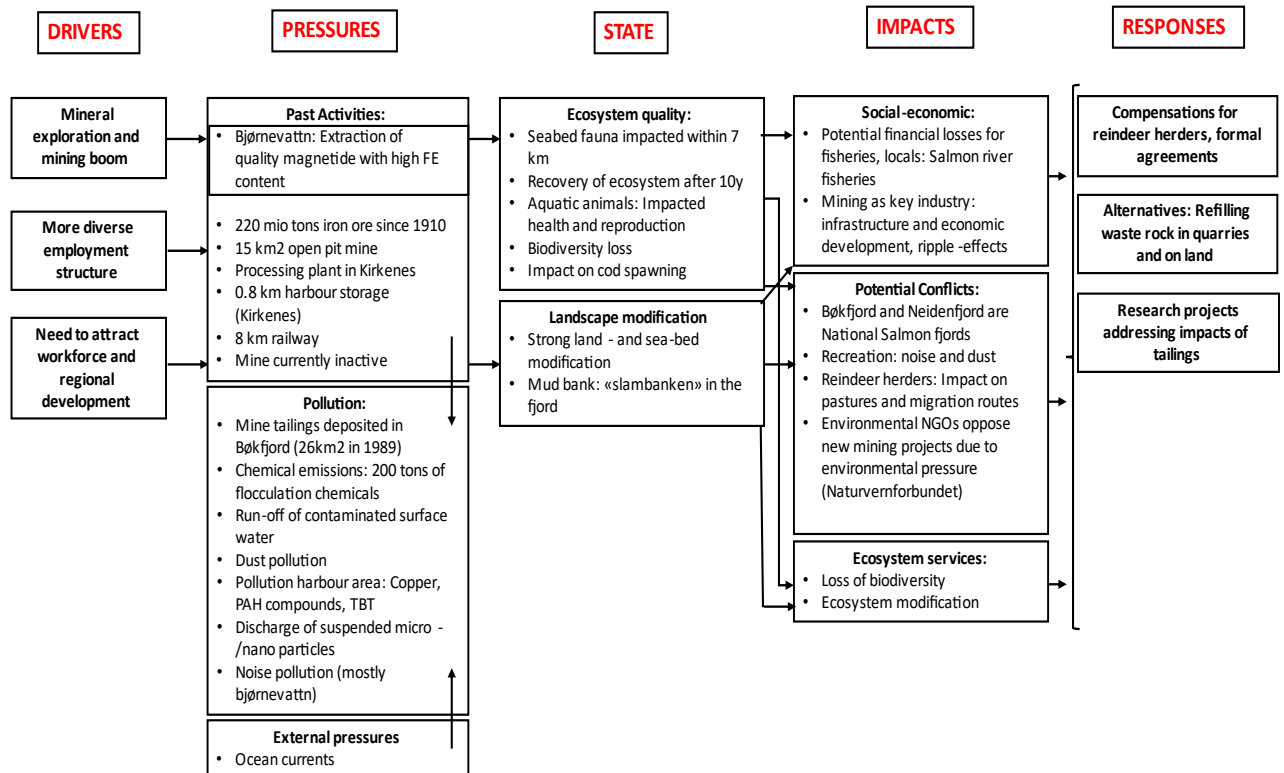 DRIVERS
PRESSURES
STATE
IMPACTS
RESPONSES
Mineral
exploration and
mining boom
More diverse
employment
structure
Need to attract
workforce and
regional
development
Past Activities:
• Bjørnevattn: Extraction of
quality magnetide with high FE
content
• 220 mio tons iron ore since 1910
• 15 km2 open pit mine
• Processing plant in Kirkenes
• 0.8 km harbour storage
(Kirkenes)
• 8 km railway
• Mine currently inactive
Pollution:
• Mine tailings deposited in
Bøkfjord (26km2 in 1989)
• Chemical emissions: 200 tons of
flocculation chemicals
• Run-off of contaminated surface
water
• Dust pollution
• Pollution harbour area: Copper,
PAH compounds, TBT
• Discharge of suspended micro -
/nano particles
• Noise pollution (mostly
bjørnevattn)
External pressures
• Ocean currents
Ecosystem quality:
• Seabed fauna impacted within 7
km
• Recovery of ecosystem after 10y
• Aquatic animals: Impacted
health and reproduction
• Biodiversity loss
• Impact on cod spawning
Landscape modification
• Strong land - and sea-bed
modification
• Mud bank: «slambanken» in the
fjord
Social-economic:
• Potential financial losses for
fisheries, locals: Salmon river
fisheries
• Mining as key industry:
infrastructure and economic
development, ripple -effects
Potential Conflicts:
• Bøkfjord and Neidenfjord are
National Salmon fjords
• Recreation: noise and dust
• Reindeer herders: Impact on
pastures and migration routes
• Environmental NGOs oppose
new mining projects due to
environmental pressure
(Naturvernforbundet)
Ecosystem services:
• Loss of biodiversity
• Ecosystem modification
Compensations for
reindeer herders, formal
agreements
Alternatives: Refilling
waste rock in quarries
and on land
Research projects
addressing impacts of
tailings